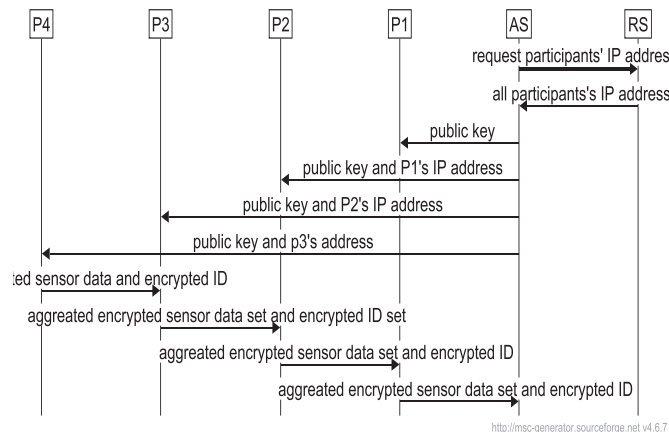 P4 P3 P2 P1 AS RS
request participants' IP addre
all participants's IP address
public key
public key and P1's IP address
public key and P2's IP address
public key and p3's address
ted sensor data and encrypted ID
aggreated encrypted sensor data set and encrypted ID set
aggreated encrypted sensor data set and encrypted ID
aggreated encrypted sensor data set and encrypted ID
http://msc-generator.sourceforge.net v4.6.7